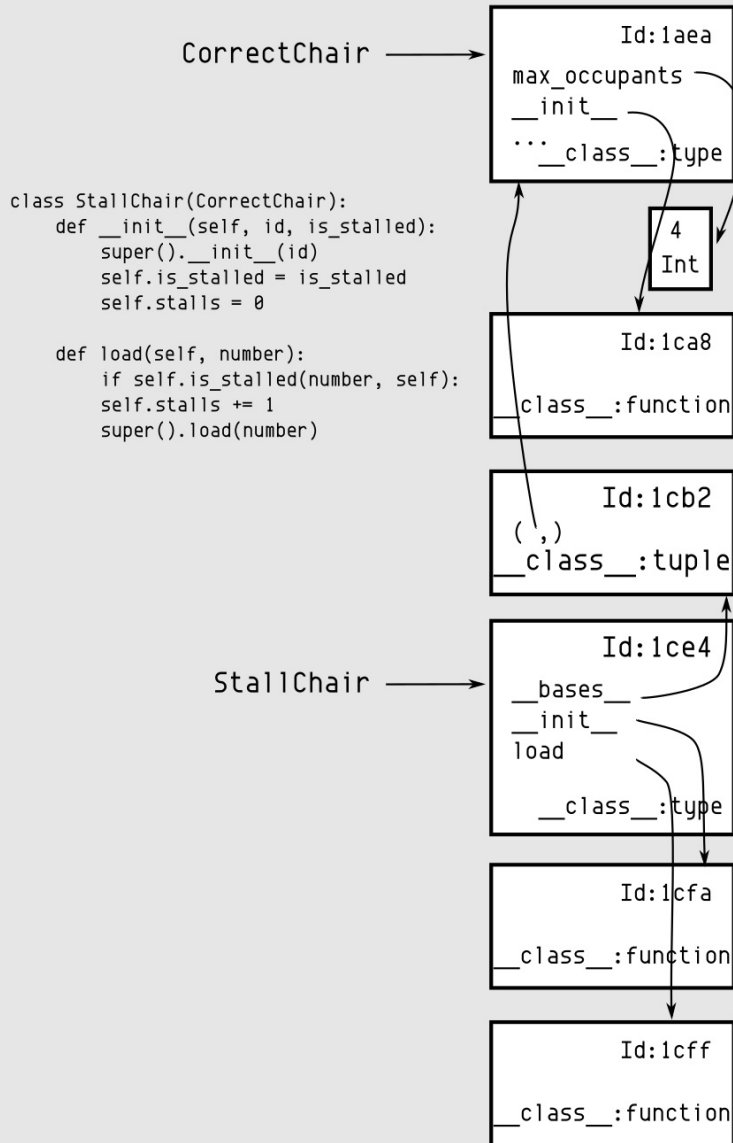 CorrectChair
Id:1aea
max_occupants
__init__
...
__class__:type
class StallChair(CorrectChair):
    def __init__(self, id, is_stalled):
        super().__init__(id)
        self.is_stalled = is_stalled
        self.stalls = 0
    def load(self, number):
        if self.is_stalled(number, self):
        self.stalls += 1
        super().load(number)
4
Int
Id:1ca8
__class__:function
Id:1cb2
( ,)
__class__:tuple
StallChair
Id:1ce4
__bases__
__init__
load
__class__:type
Id:1cfa
__class__:function
Id:1cff
__class__:function